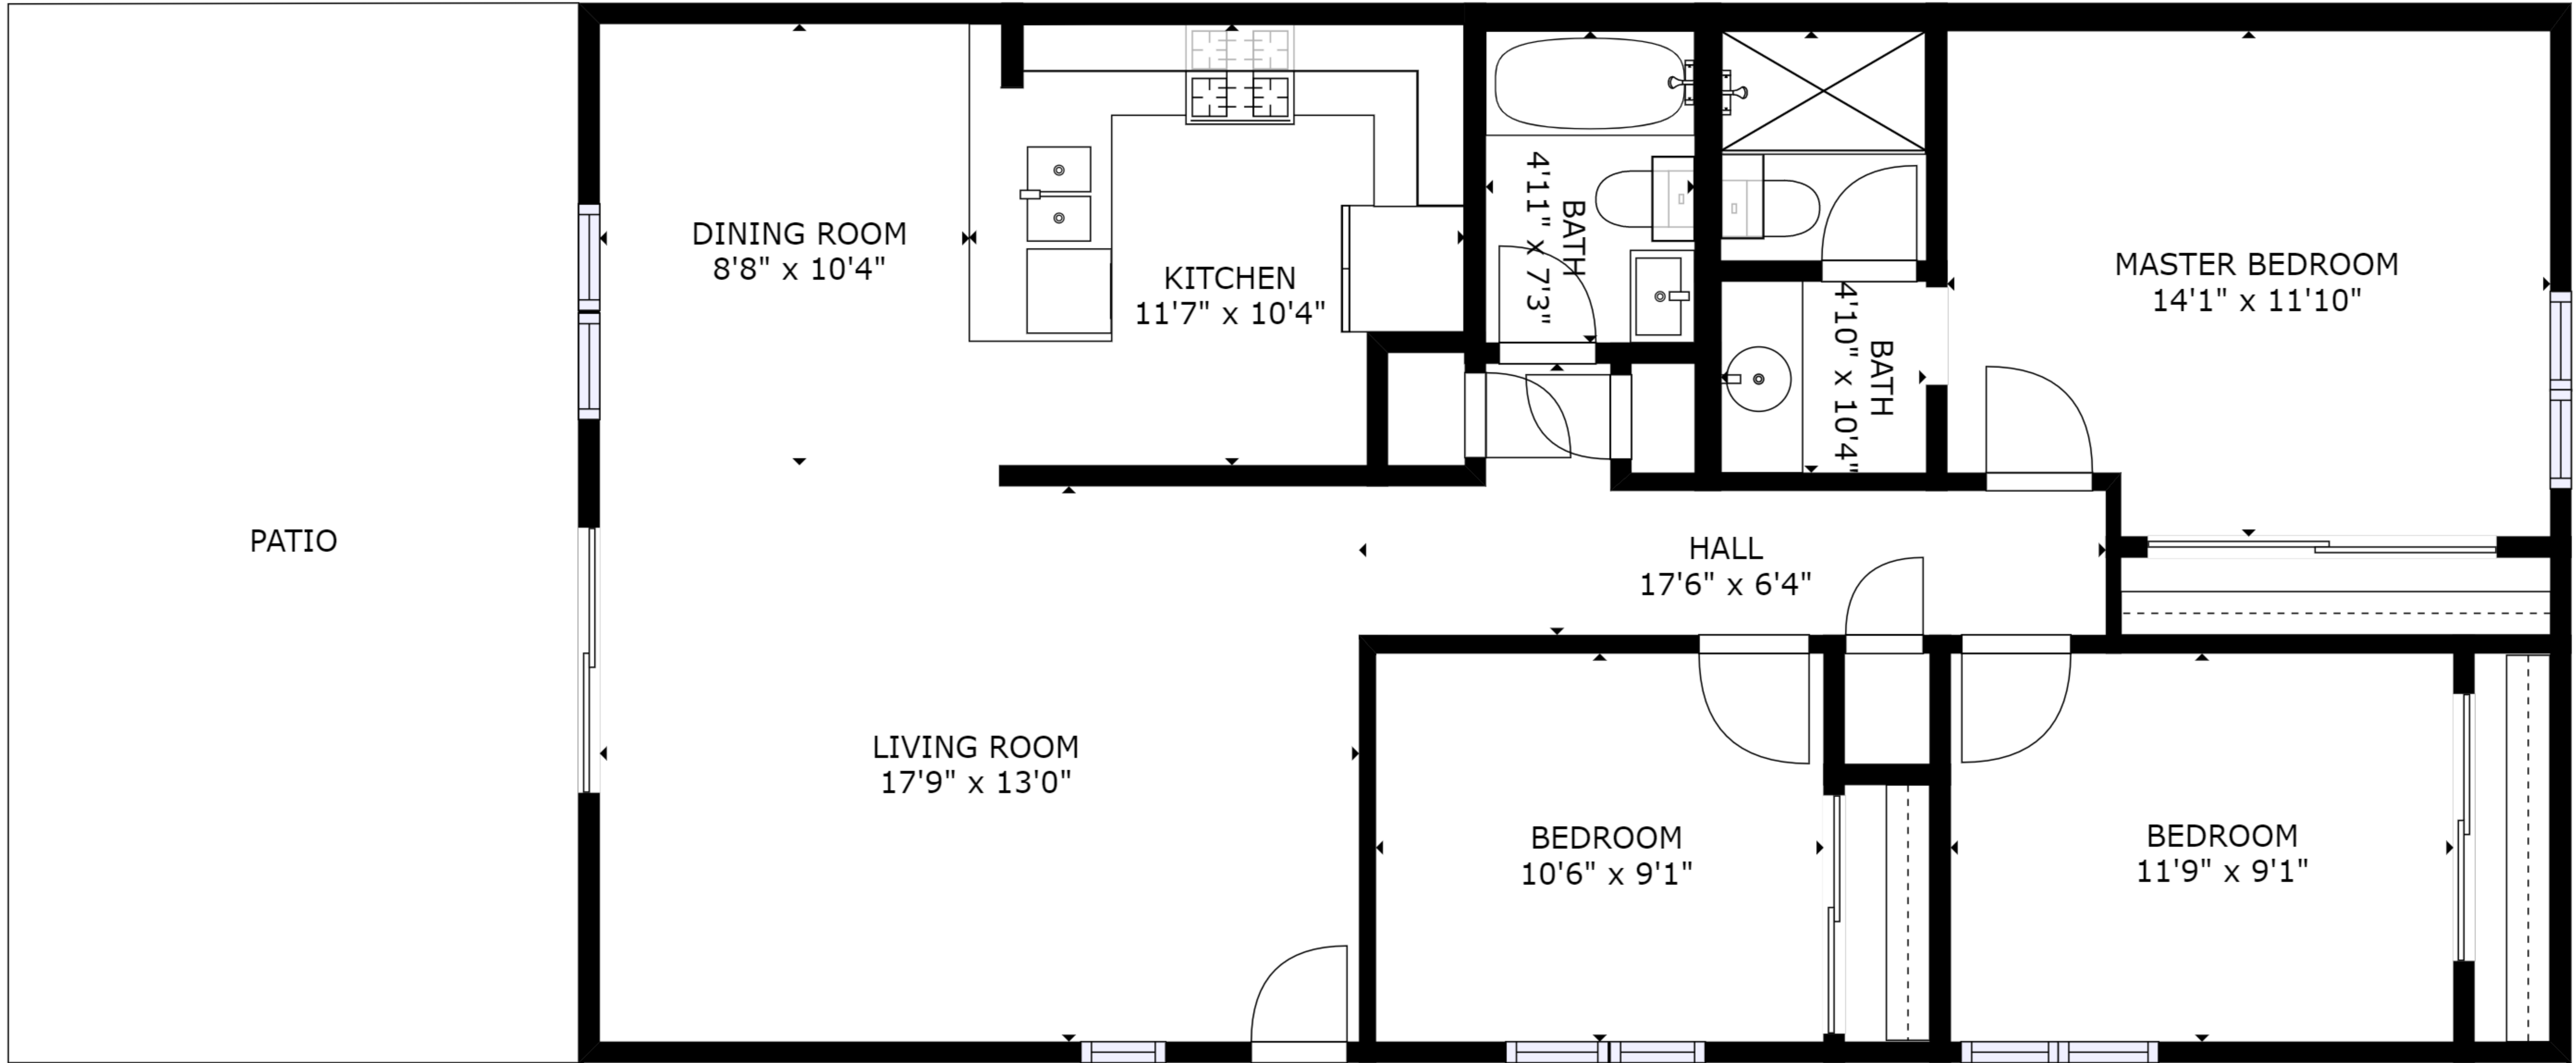 DINING ROOM
8'8" x 10'4"
KITCHEN
11'7" x 10'4"
BATH
4'11" x 7'3"
BATH
4'10" x 10'4"
MASTER BEDROOM
14'1" x 11'10"
PATIO
HALL
17'6" x 6'4"
LIVING ROOM
17'9" x 13'0"
BEDROOM
10'6" x 9'1"
BEDROOM
11'9" x 9'1"